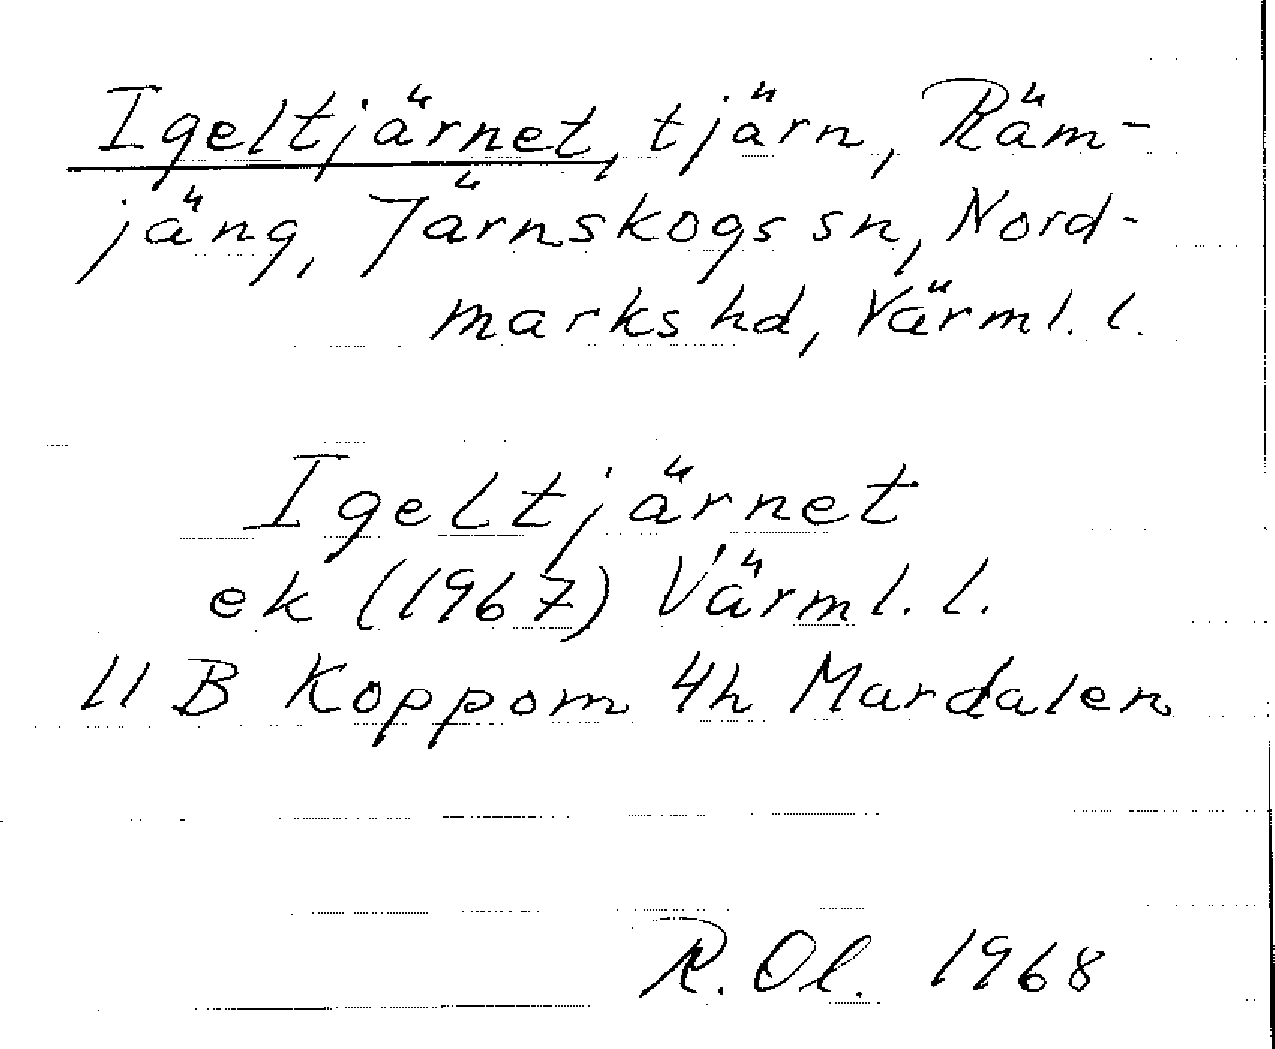 Igeltjärnet, tjärn, Räm-
jäng, Järnskogs sn, Nord-
marks hd, Värml. l.
Igeltjärnet
ek (1967) Värml. l.
11 B Koppom 4h Mardalen
R. Ol. 1968